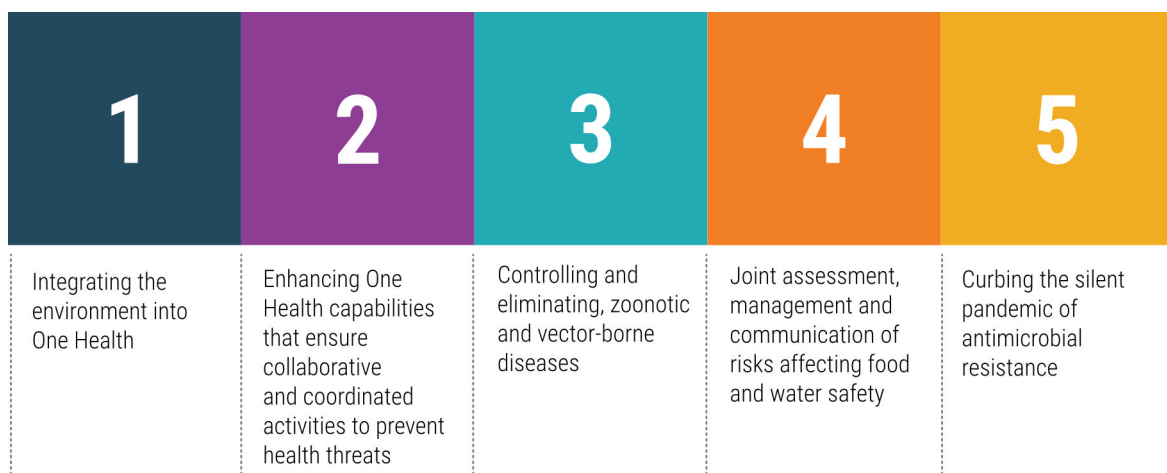 1
2
3
4
5
Integrating the
environment into
One Health
Enhancing One
Health capabilities
that ensure
collaborative
and coordinated
activities to prevent
health threats
Controlling and
eliminating, zoonotic
and vector-borne
diseases
Joint assessment,
management and
communication of
risks affecting food
and water safety
Curbing the silent
pandemic of
antimicrobial
resistance